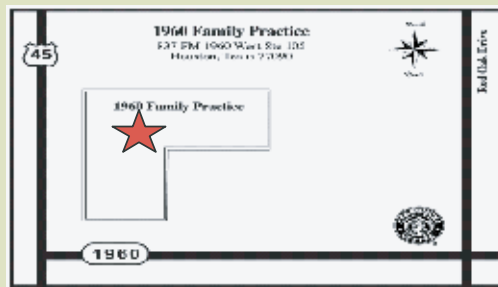 1960 Family Practice
837 FM 1960 West Ste 105
Houston, Texas 77090
45
Red Oak Drive
1960 Family Practice
1960